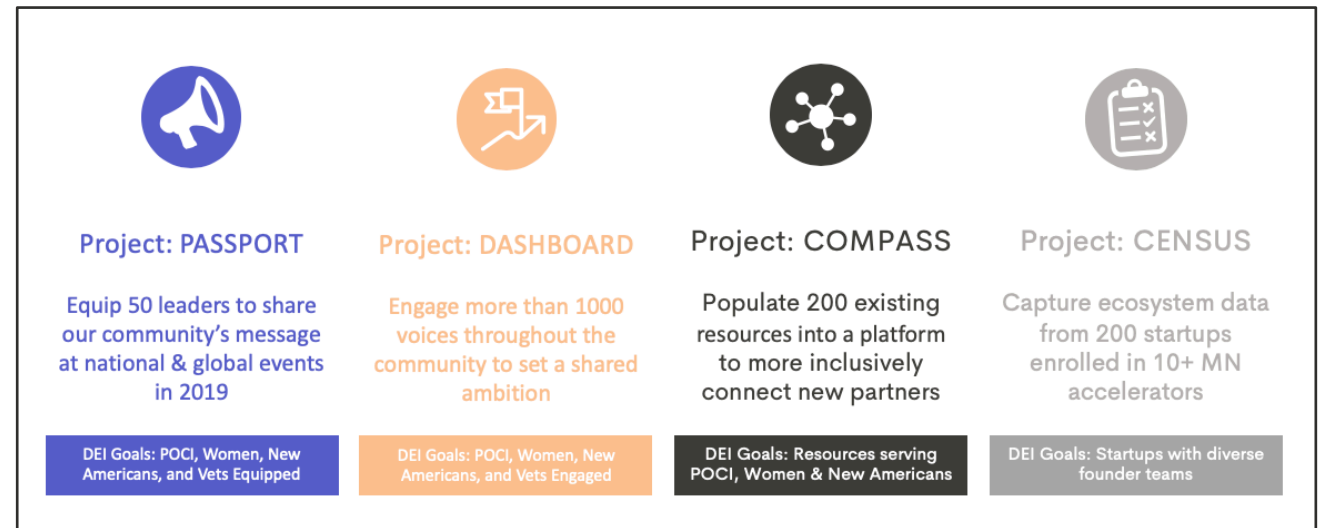 Project: PASSPORT
Equip 50 leaders to share
our community's message
at national & global events
in 2019
DEI Goals: POCI, Women, New
Americans, and Vets Equipped
Project: DASHBOARD
Engage more than 1000
voices throughout the
community to set a shared
ambition
DEI Goals: POCI, Women, New
Americans, and Vets Engaged
Project: COMPASS
Populate 200 existing
resources into a platform
to more inclusively
connect new partners
DEI Goals: Resources serving
POCI, Women & New Americans
Project: CENSUS
Capture ecosystem data
from 200 startups
enrolled in 10+ MN
accelerators
DEI Goals: Startups with diverse
founder teams